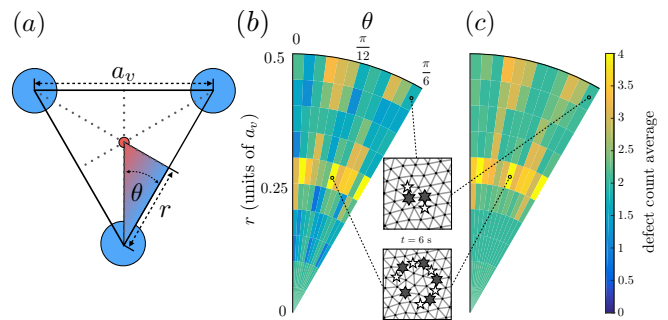 (a)
a_v
θ
r
(b)
θ
0
π/12
π/6
0.5
0.25
0
r (units of a_v)
t = 6 s
(c)
4
3.5
3
2.5
2
1.5
1
0.5
0
defect count average